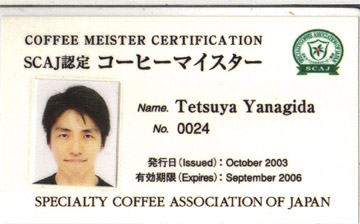 COFFEE MEISTER CERTIFICATION
SCAJ認定 コーヒーマイスター
SCAJ
Name. Tetsuya Yanagida
No. 0024
発行日(Issued): October 2003
有効期限(Expires): September 2006
SPECIALTY COFFEE ASSOCIATION OF JAPAN